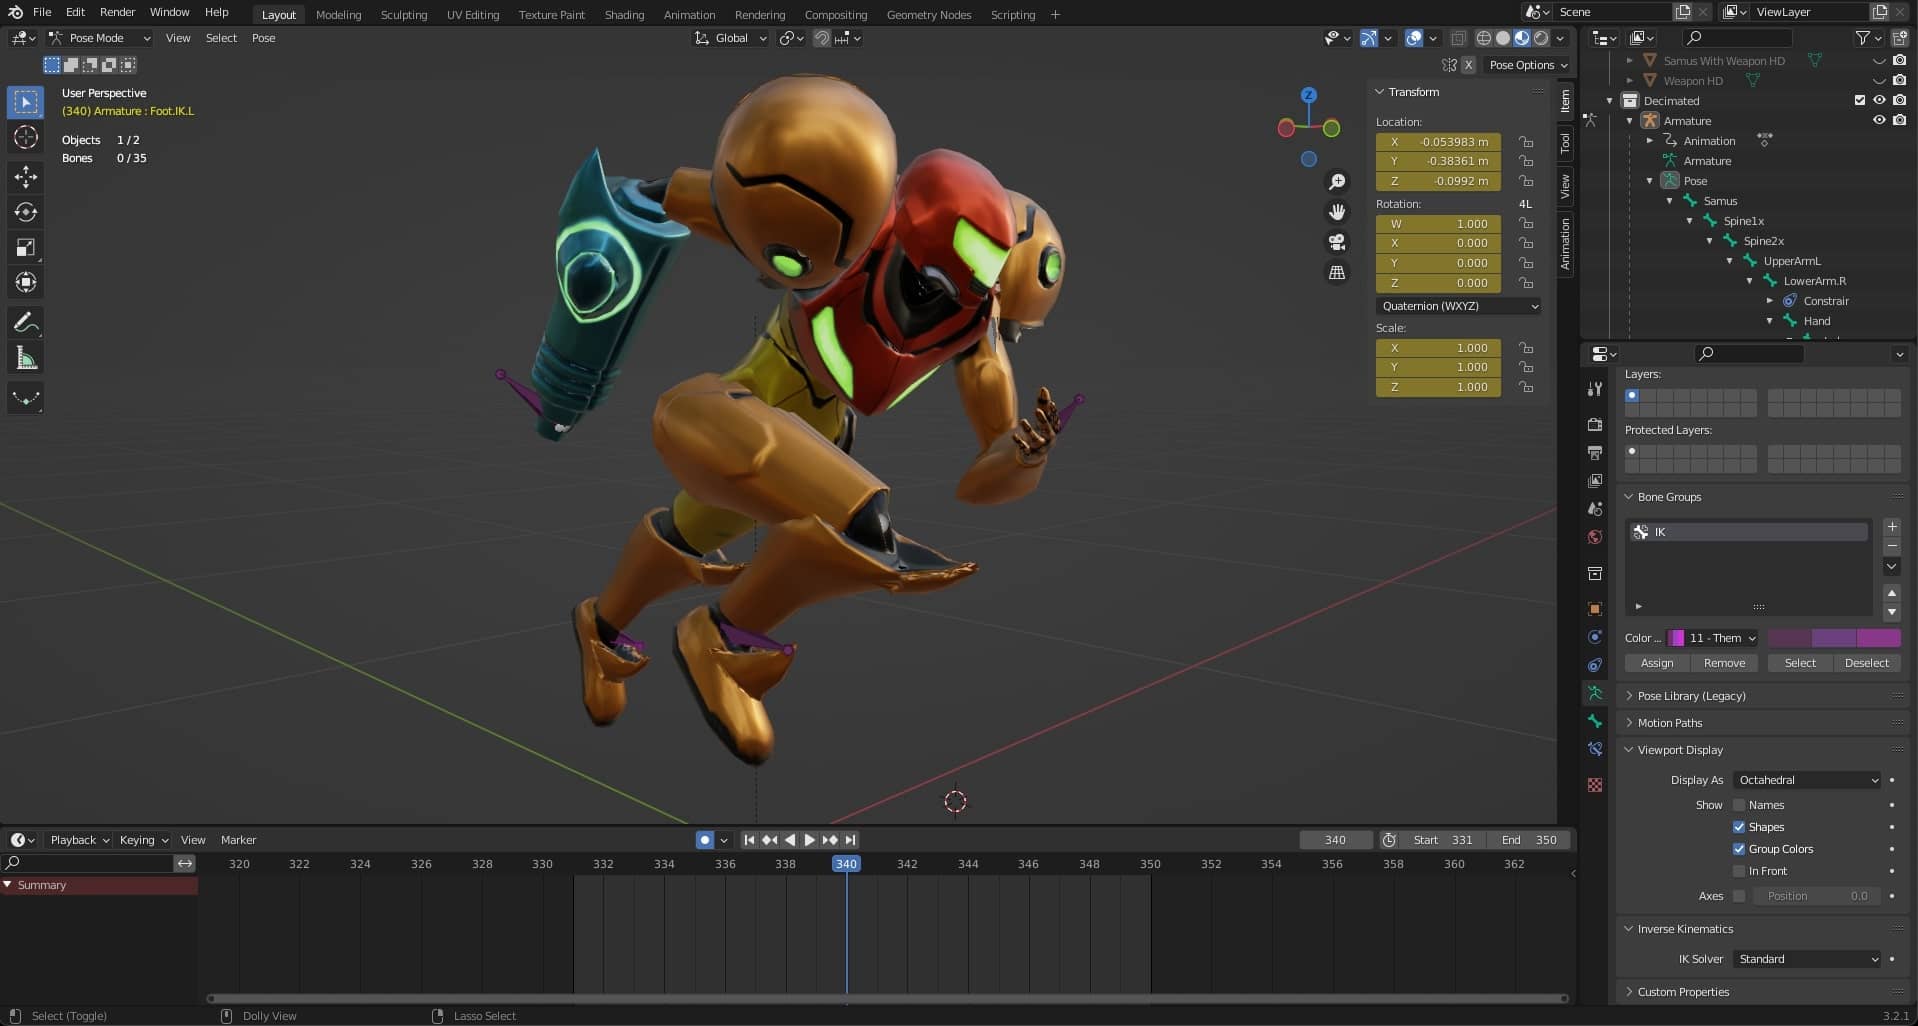 File Edit Render Window Help Layout Modeling Sculpting UV Editing Texture Paint Shading Animation Rendering Compositing Geometry Nodes Scripting + Scene ViewLayer
Pose Mode View Select Pose Global
X Pose Options
User Perspective
(340) Armature : Foot.IK.L
Objects 1/2
Bones 0/35
Z
Transform
Location:
X -0.053983 m
Y -0.38361 m
Z -0.0992 m
Rotation: 4L
W 1.000
X 0.000
Y 0.000
Z 0.000
Quaternion (WXYZ)
Scale:
X 1.000
Y 1.000
Z 1.000
Item
Tool
View
Animation
Samus With Weapon HD
Weapon HD
Decimated
Armature
Animation
Armature
Pose
Samus
Spine1x
Spine2x
UpperArmL
LowerArm.R
Constrair
Hand
Layers:
Protected Layers:
Bone Groups
IK
Color ... 11 - Them
Assign Remove Select Deselect
Pose Library (Legacy)
Motion Paths
Viewport Display
Display As Octahedral
Show Names
Shapes
Group Colors
In Front
Axes Position 0.0
Inverse Kinematics
IK Solver Standard
Custom Properties
Playback Keying View Marker 340 Start 331 End 350
320 322 324 326 328 330 332 334 336 338 340 342 344 346 348 350 352 354 356 358 360 362
Summary
Select (Toggle) Dolly View Lasso Select 3.2.1